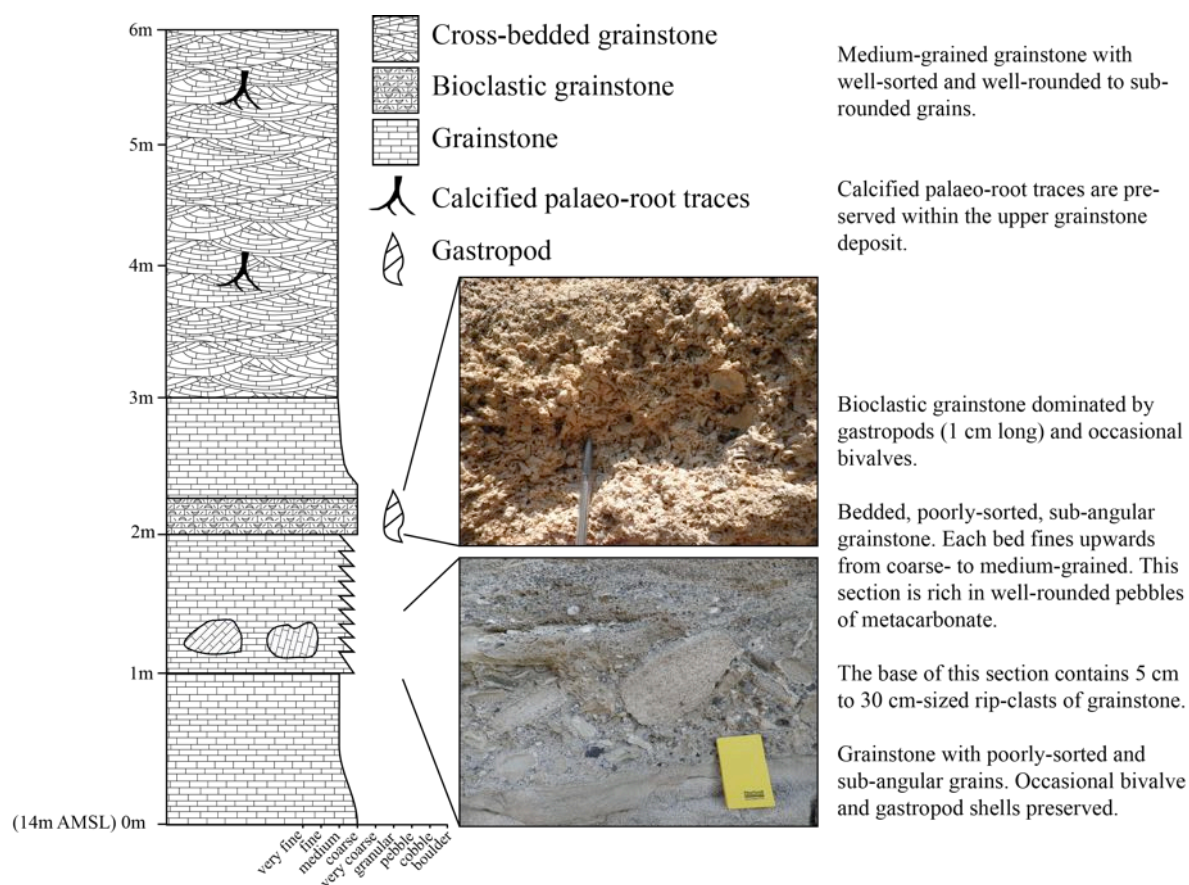 6m
5m
4m
3m
2m
1m
(14m AMSL) 0m
very fine
fine
medium
coarse
very coarse
granular
pebble
cobble
boulder
Cross-bedded grainstone
Bioclastic grainstone
Grainstone
Calcified palaeo-root traces
Gastropod
Medium-grained grainstone with
well-sorted and well-rounded to sub-
rounded grains.
Calcified palaeo-root traces are pre-
served within the upper grainstone
deposit.
Bioclastic grainstone dominated by
gastropods (1 cm long) and occasional
bivalves.
Bedded, poorly-sorted, sub-angular
grainstone. Each bed fines upwards
from coarse- to medium-grained. This
section is rich in well-rounded pebbles
of metacarbonate.
The base of this section contains 5 cm
to 30 cm-sized rip-clasts of grainstone.
Grainstone with poorly-sorted and
sub-angular grains. Occasional bivalve
and gastropod shells preserved.